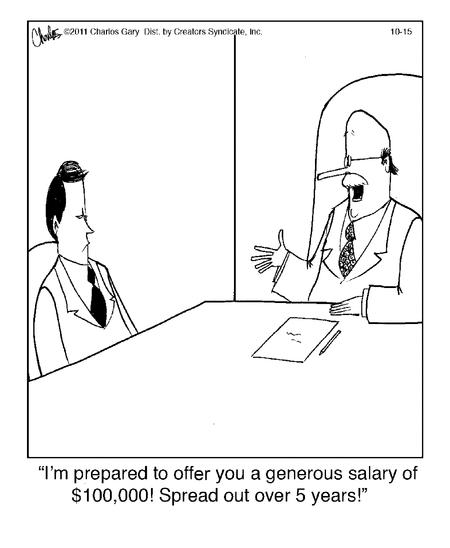 ©2011 Charlos Gary Dist. by Creators Syndicate, Inc. 10-15
“I’m prepared to offer you a generous salary of
$100,000! Spread out over 5 years!”